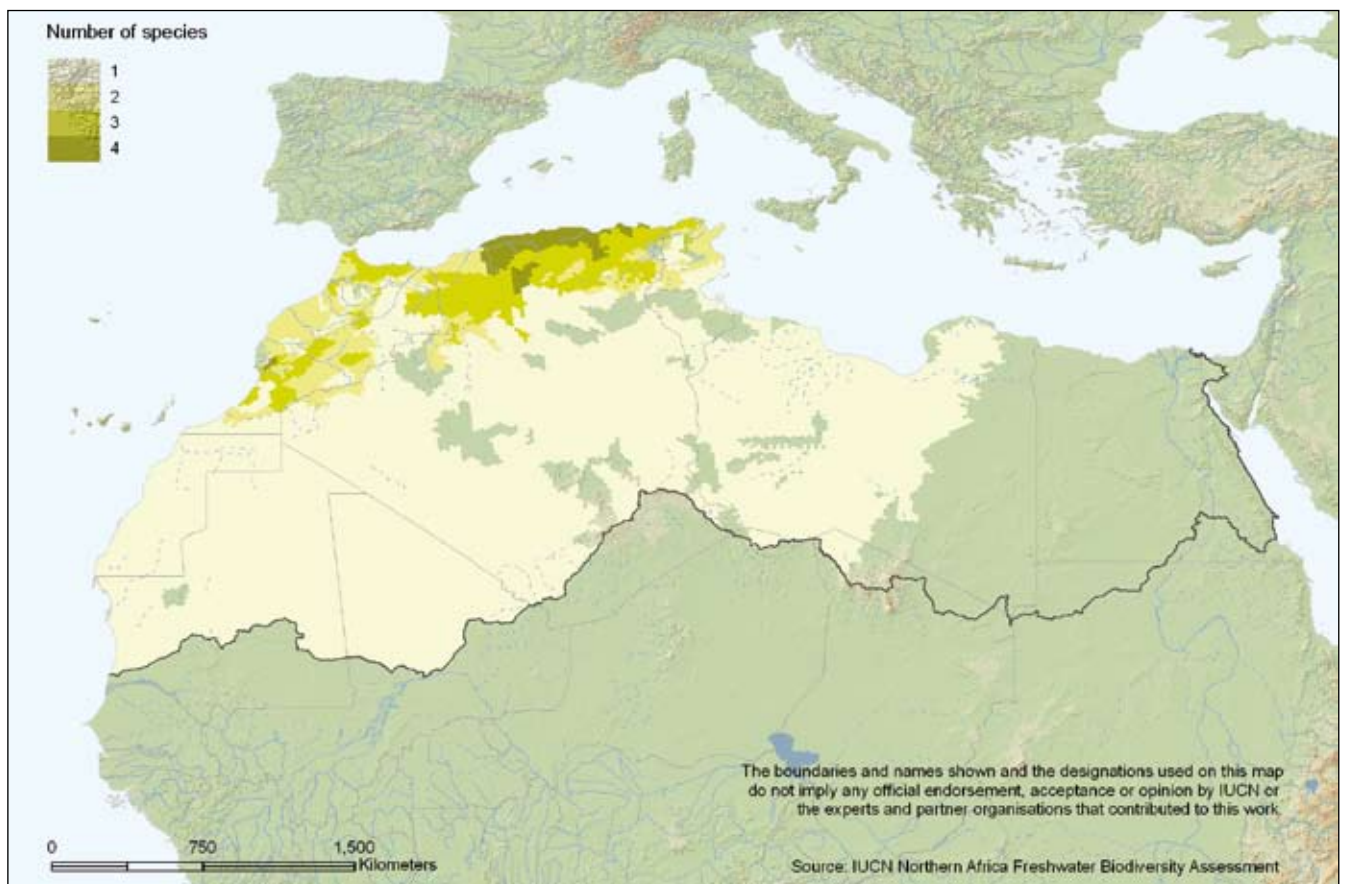 Number of species
1
2
3
4
The boundaries and names shown and the designations used on this map
do not imply any official endorsement, acceptance or opinion by IUCN or
the experts and partner organisations that contributed to this work
0 750 1,500
Kilometers
Source: IUCN Northern Africa Freshwater Biodiversity Assessment